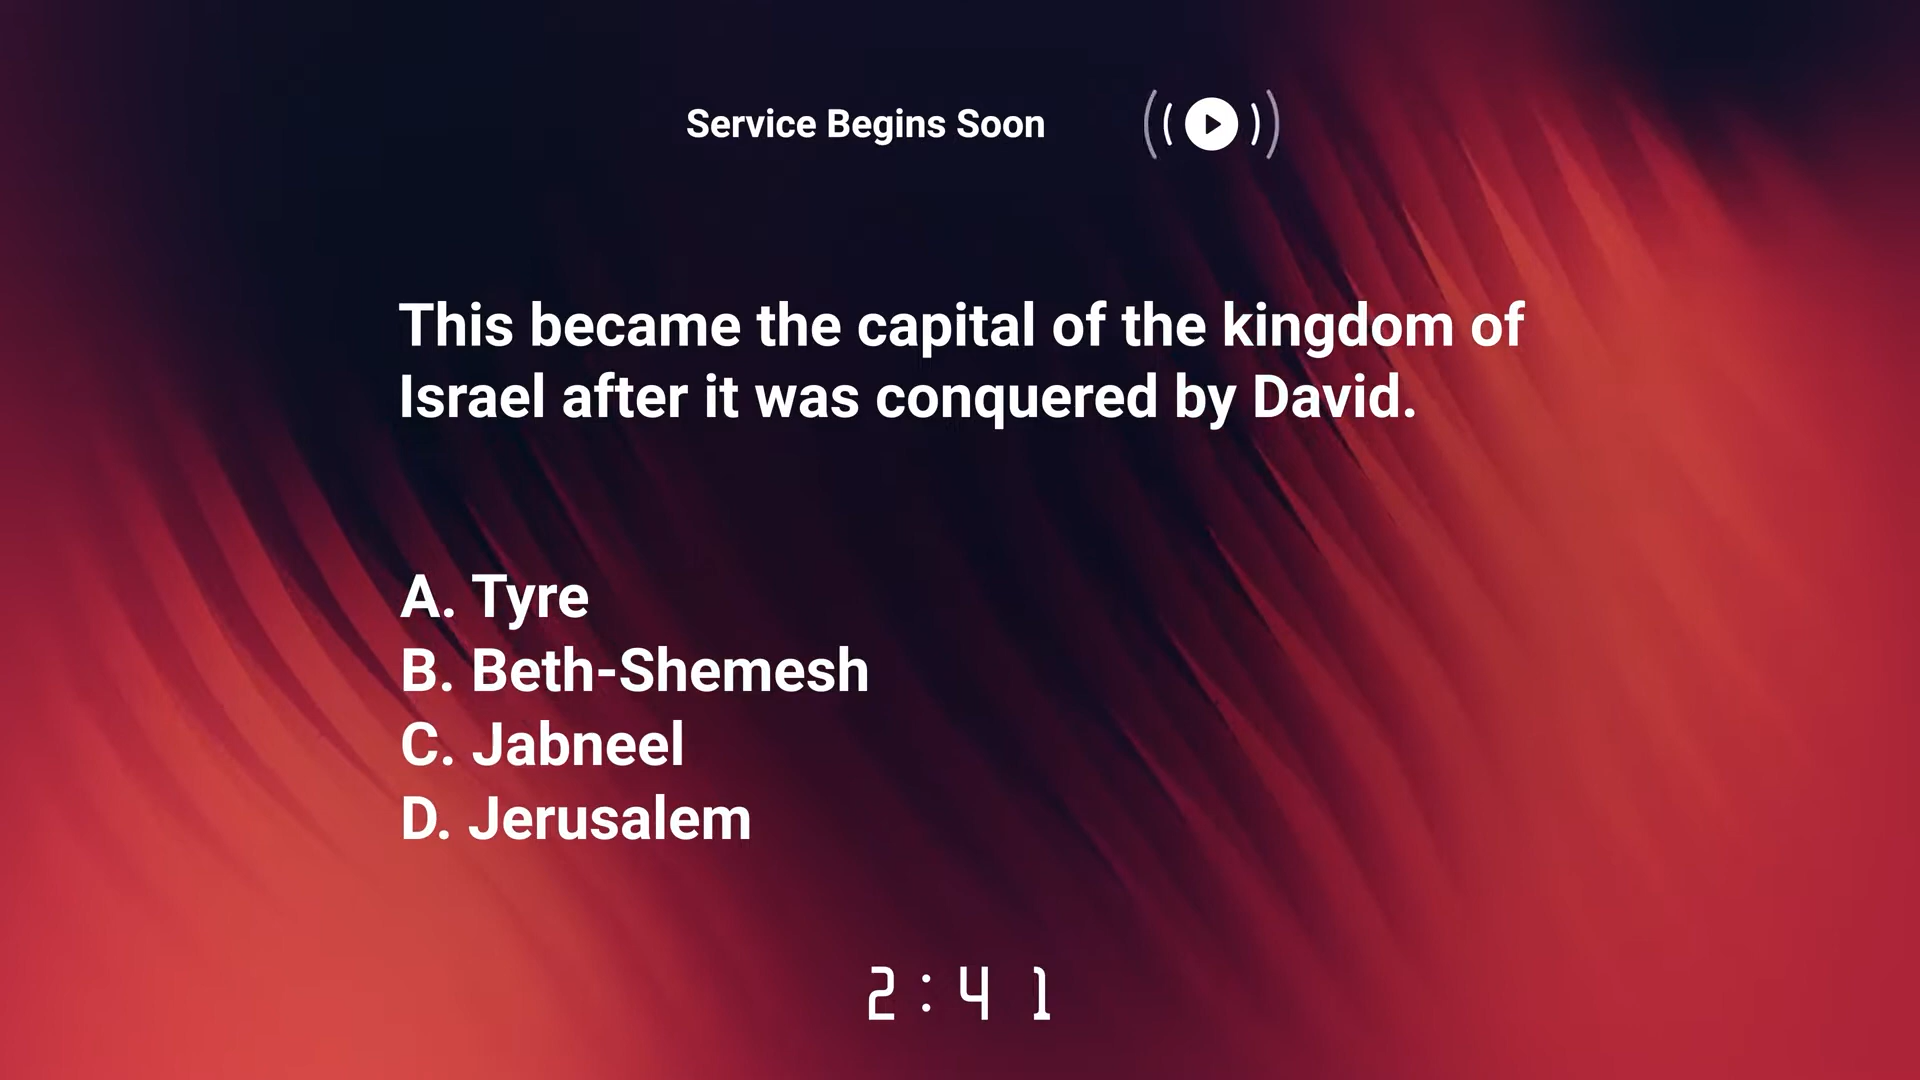 Service Begins Soon
This became the capital of the kingdom of
Israel after it was conquered by David.
A. Tyre
B. Beth-Shemesh
C. Jabneel
D. Jerusalem
2:41